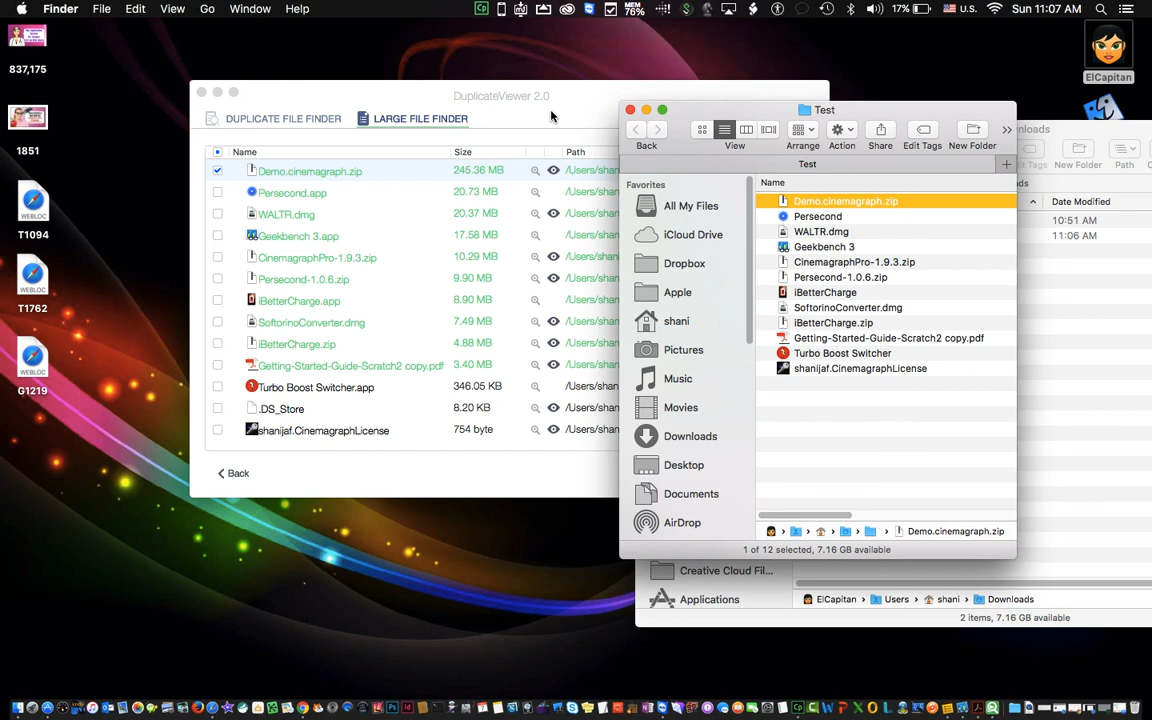 Finder File Edit View Go Window Help MEM 76% 17% U.S. Sun 11:07 AM
837,175
1851
WEBLOC
T1094
WEBLOC
T1762
WEBLOC
G1219
ElCapitan
DuplicateViewer 2.0
DUPLICATE FILE FINDER LARGE FILE FINDER
Name Size Path
Demo.cinemagraph.zip 245.36 MB /Users/shan
Persecond.app 20.73 MB /Users/shan
WALTR.dmg 20.37 MB /Users/shan
Geekbench 3.app 17.58 MB /Users/shan
CinemagraphPro-1.9.3.zip 10.29 MB /Users/shan
Persecond-1.0.6.zip 9.90 MB /Users/shan
iBetterCharge.app 8.90 MB /Users/shan
SoftorinoConverter.dmg 7.49 MB /Users/shan
iBetterCharge.zip 4.88 MB /Users/shan
Getting-Started-Guide-Scratch2 copy.pdf 3.40 MB /Users/shan
Turbo Boost Switcher.app 346.05 KB /Users/shan
.DS_Store 8.20 KB /Users/shan
shanijaf.CinemagraphLicense 754 byte /Users/shan
Back
Test
Back View Arrange Action Share Edit Tags New Folder
Test
Favorites
All My Files
iCloud Drive
Dropbox
Apple
shani
Pictures
Music
Movies
Downloads
Desktop
Documents
AirDrop
Name
Demo.cinemagraph.zip
Persecond
WALTR.dmg
Geekbench 3
CinemagraphPro-1.9.3.zip
Persecond-1.0.6.zip
iBetterCharge
SoftorinoConverter.dmg
iBetterCharge.zip
Getting-Started-Guide-Scratch2 copy.pdf
Turbo Boost Switcher
shanijaf.CinemagraphLicense
Demo.cinemagraph.zip
1 of 12 selected, 7.16 GB available
nloads
it Tags New Folder Path
ds
Date Modified
10:51 AM
11:06 AM
Creative Cloud Fil...
Applications
ElCapitan Users shani Downloads
2 items, 7.16 GB available